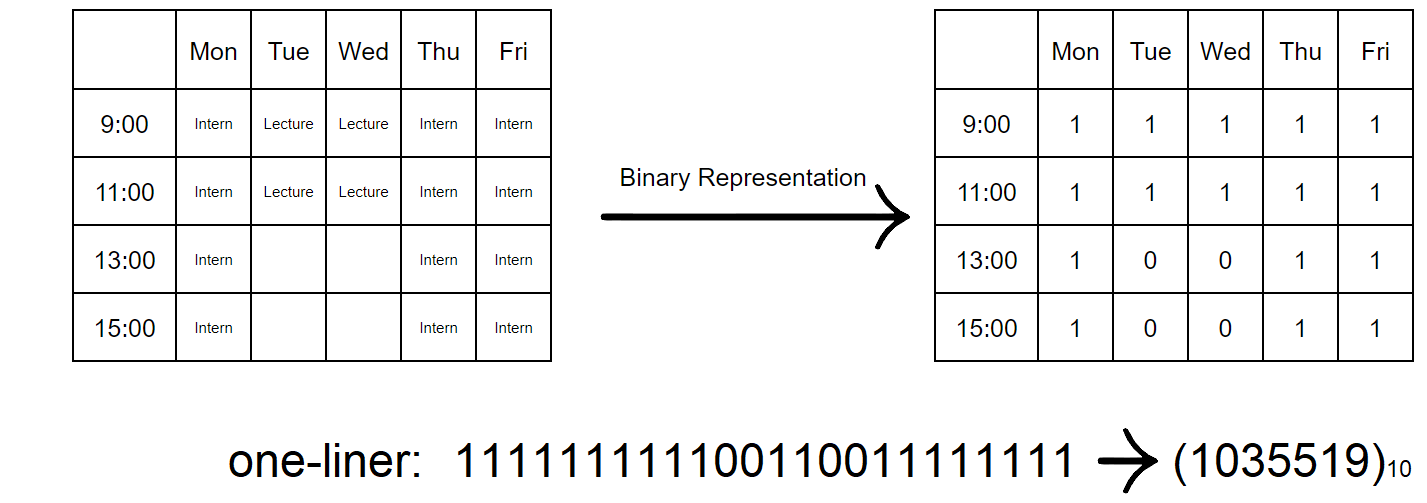 Mon Tue Wed Thu Fri
9:00 Intern Lecture Lecture Intern Intern
11:00 Intern Lecture Lecture Intern Intern
13:00 Intern Intern Intern
15:00 Intern Intern Intern
Binary Representation
Mon Tue Wed Thu Fri
9:00 1 1 1 1 1
11:00 1 1 1 1 1
13:00 1 0 0 1 1
15:00 1 0 0 1 1
one-liner: 111111111100110011111111 → (1035519)10